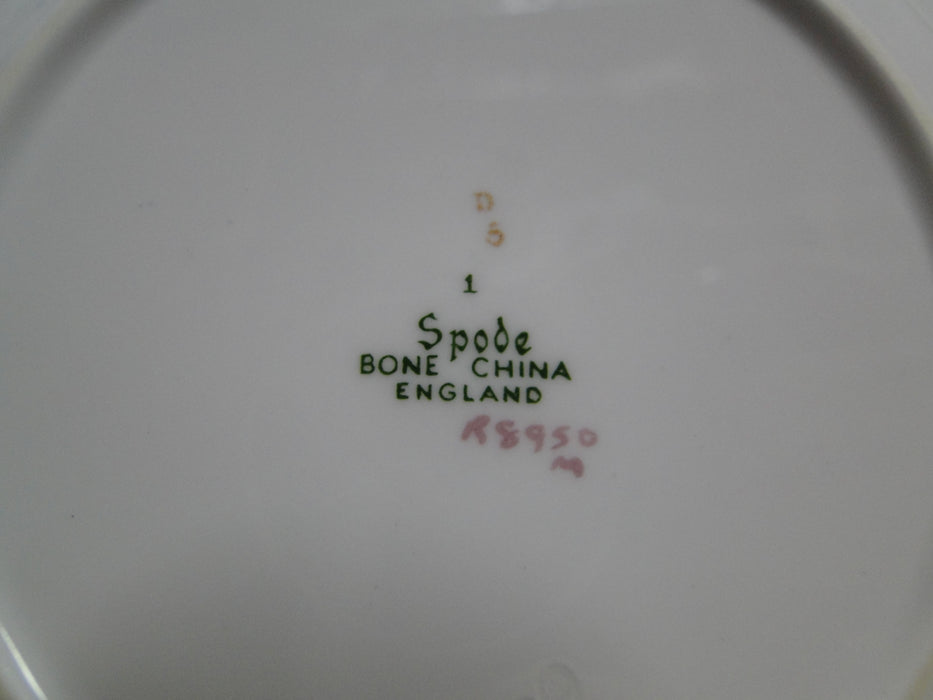 D
5
1
Spode
BONE CHINA
ENGLAND
R8950